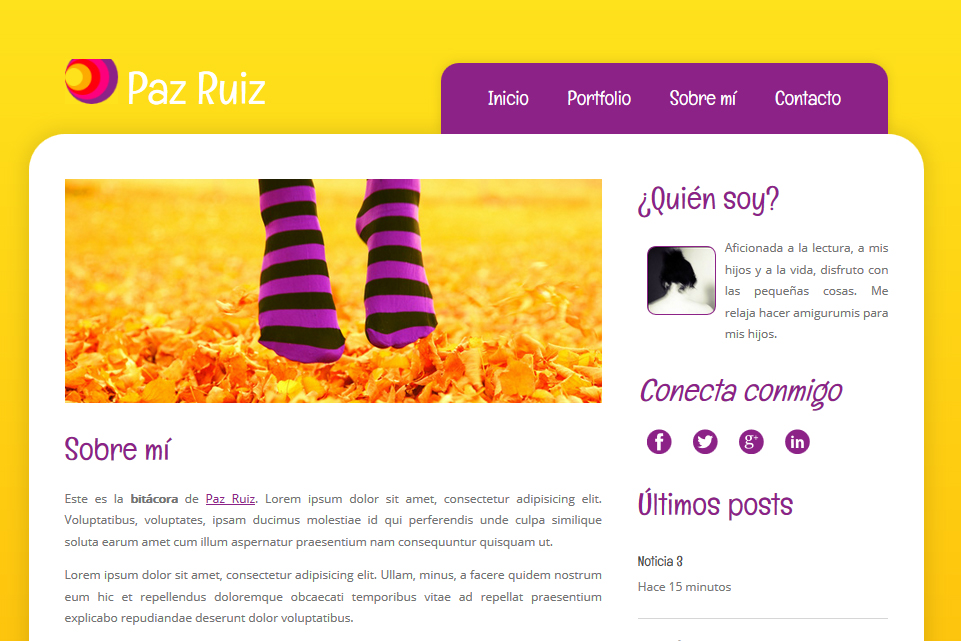 Paz Ruiz
Inicio Portfolio Sobre mí Contacto
Sobre mí
Este es la bitácora de Paz Ruiz. Lorem ipsum dolor sit amet, consectetur adipisicing elit.
Voluptatibus, voluptates, ipsam ducimus molestiae id qui perferendis unde culpa similique
soluta earum amet cum illum aspernatur praesentium nam consequuntur quisquam ut.
Lorem ipsum dolor sit amet, consectetur adipisicing elit. Ullam, minus, a facere quidem nostrum
eum hic et repellendus doloremque obcaecati temporibus vitae ad repellat praesentium
explicabo repudiandae deserunt dolor voluptatibus.
¿Quién soy?
Aficionada a la lectura, a mis
hijos y a la vida, disfruto con
las pequeñas cosas. Me
relaja hacer amigurumis para
mis hijos.
Conecta conmigo
Últimos posts
Noticia 3
Hace 15 minutos